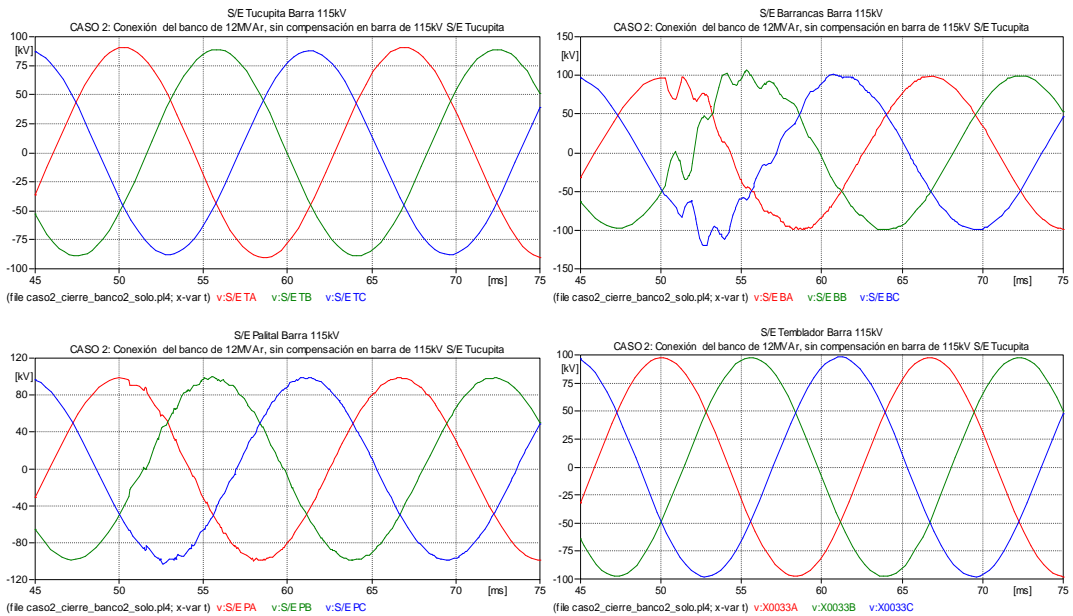 S/E Tucupita Barra 115kV
CASO 2: Conexión del banco de 12MVAr, sin compensación en barra de 115kV S/E Tucupita
100
[kV]
75
50
25
0
-25
-50
-75
-100
45 50 55 60 65 70 [ms] 75
(file caso2_cierre_banco2_solo.pl4; x-var t) v:S/E TA v:S/E TB v:S/E TC
S/E Barrancas Barra 115kV
CASO 2: Conexión del banco de 12MVAr, sin compensación en barra de 115kV S/E Tucupita
150
[kV]
100
50
0
-50
-100
-150
45 50 55 60 65 70 [ms] 75
(file caso2_cierre_banco2_solo.pl4; x-var t) v:S/E BA v:S/E BB v:S/E BC
S/E Palital Barra 115kV
CASO 2: Conexión del banco de 12MVAr, sin compensación en barra de 115kV S/E Tucupita
120
[kV]
80
40
0
-40
-80
-120
45 50 55 60 65 70 [ms] 75
(file caso2_cierre_banco2_solo.pl4; x-var t) v:S/E PA v:S/E PB v:S/E PC
S/E Temblador Barra 115kV
CASO 2: Conexión del banco de 12MVAr, sin compensación en barra de 115kV S/E Tucupita
100
[kV]
75
50
25
0
-25
-50
-75
-100
45 50 55 60 65 70 [ms] 75
(file caso2_cierre_banco2_solo.pl4; x-var t) v:X0033A v:X0033B v:X0033C